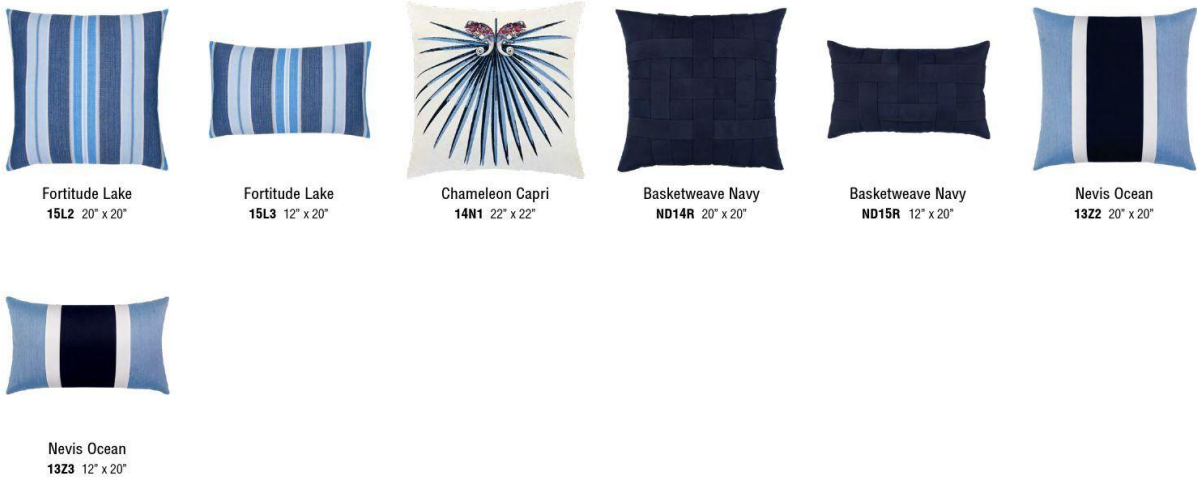 Fortitude Lake
15L2 20" x 20"
Fortitude Lake
15L3 12" x 20"
Chameleon Capri
14N1 22" x 22"
Basketweave Navy
ND14R 20" x 20"
Basketweave Navy
ND15R 12" x 20"
Nevis Ocean
13Z2 20" x 20"
Nevis Ocean
13Z3 12" x 20"